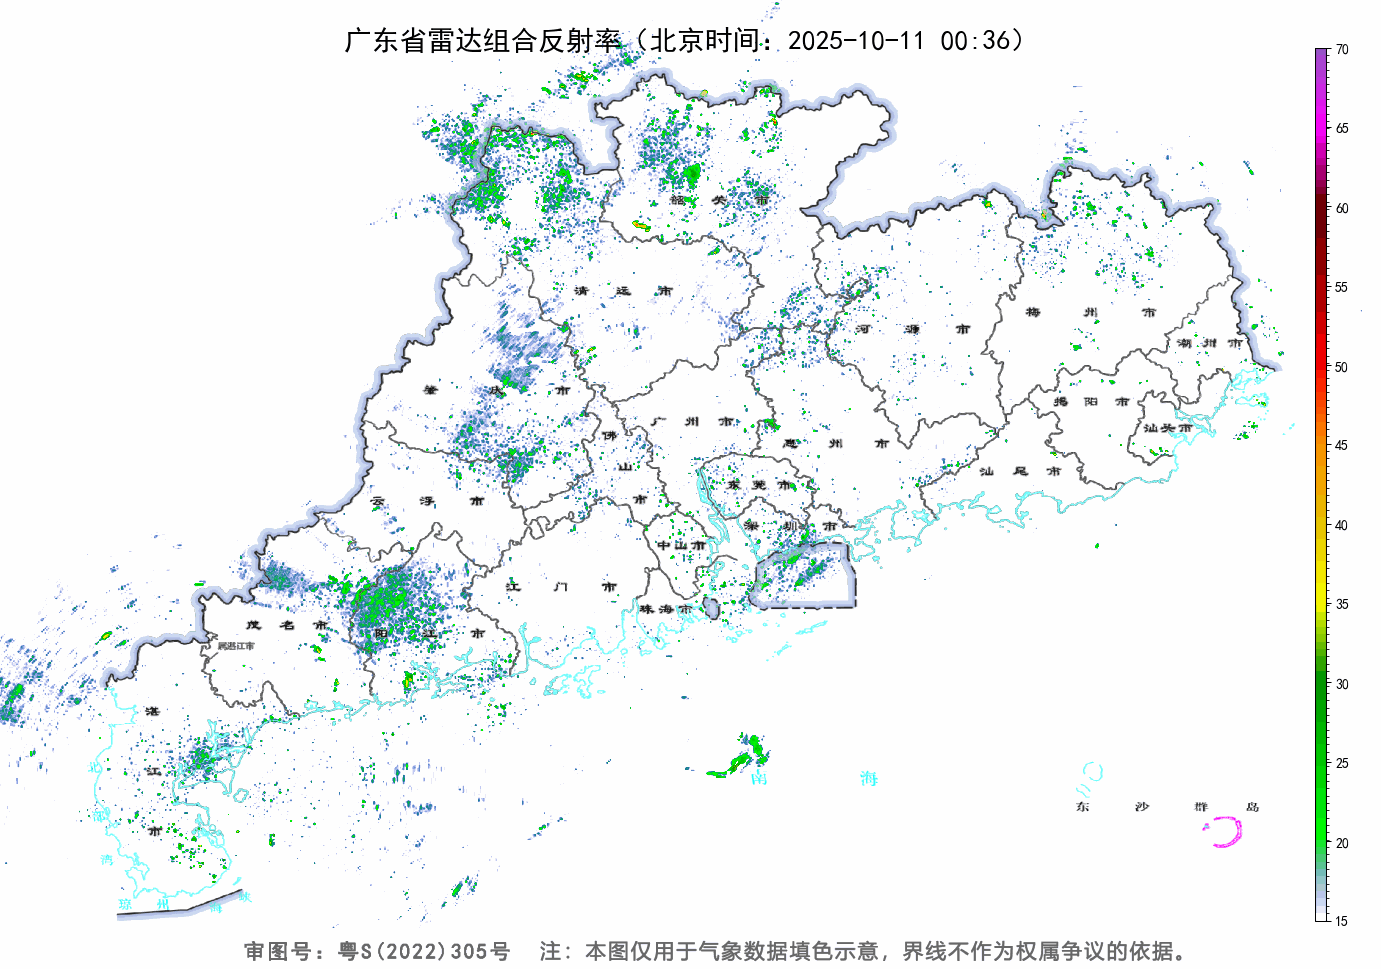 广东省雷达组合反射率（北京时间：2025-10-11 00:36）
70
65
60
55
50
45
40
35
30
25
20
15
韶关市
清远市
河源市
梅州市
潮州市
肇庆市
广州市
佛山市
惠州市
揭阳市
汕头市
汕尾市
东莞市
云浮市
深圳市
中山市
江门市
珠海市
茂名市
阳江市
属湛江市
湛江市
北部湾
琼州海峡
南海
东沙群岛
审图号：粤S(2022)305号 注：本图仅用于气象数据填色示意，界线不作为权属争议的依据。